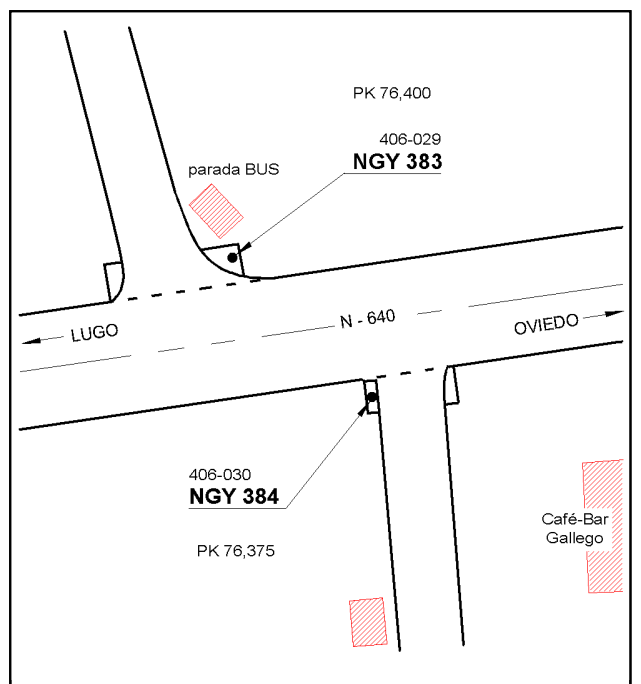 PK 76,400
406-029
NGY 383
parada BUS
N - 640
LUGO
OVIEDO
406-030
NGY 384
PK 76,375
Café-Bar
Gallego